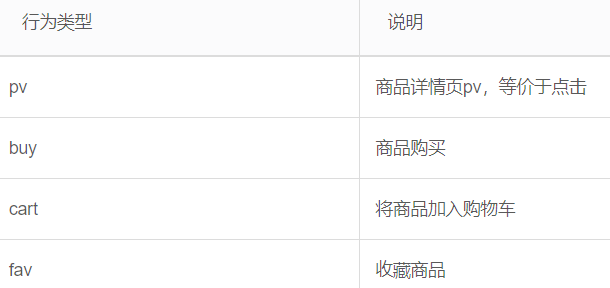 行为类型 说明
pv 商品详情页pv，等价于点击
buy 商品购买
cart 将商品加入购物车
fav 收藏商品